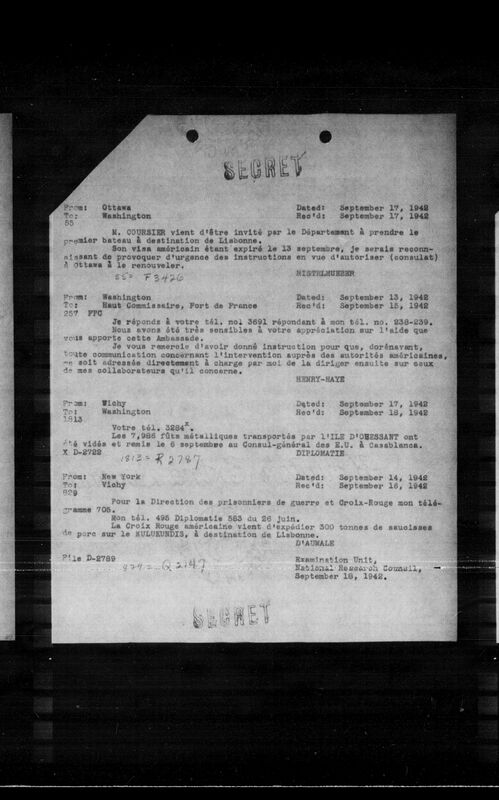 SECRET
From: Ottawa Dated: September 17, 1942
To: Washington Rec'd: September 17, 1942
85
M. COURSIER vient d'être invité par le Département à prendre le
premier bateau à destination de Lisbonne.
Son visa américain étant expiré le 13 septembre, je serais reconn-
aissant de provoquer d'urgence des instructions en vue d'autoriser (consulat)
à Ottawa à le renouveler.
RISTELHUEBER
F3426
From: Washington Dated: September 13, 1942
To: Haut Commissaire, Fort de France Rec'd: September 15, 1942
257 FFC
Je réponds à votre tél. no1 3691 répondant à mon tél. no. 238-239.
Nous avons été très sensibles à votre appréciation sur l'aide que
vous apporte cette Ambassade.
Je vous remercie d'avoir donné instruction pour que, dorénavant,
toute communication concernant l'intervention auprès des autorités américaines,
me soit adressée directement à charge par moi de la diriger ensuite sur ceux
de mes collaborateurs qu'il concerne.
HENRY-HAYE
From: Vichy Dated: September 17, 1942
To: Washington Rec'd: September 18, 1942
1813
Votre tél. 3284x.
Les 7,986 fûts métalliques transportés par l'ILE D'OUESSANT ont
été vidés et remis le 6 septembre au Consul-général des E.U. à Casablanca.
X D-2722 DIPLOMATIE
1813= R2787
From: New York Dated: September 14, 1942
To: Vichy Rec'd: September 16, 1942
829
Pour la Direction des prisonniers de guerre et Croix-Rouge mon télé-
gramme 705.
Mon tél. 495 Diplomatie 583 du 26 juin.
La Croix Rouge américaine vient d'expédier 300 tonnes de saucisses
de porc sur le KULUKUNDIS, à destination de Lisbonne.
D'AUMALE
File D-2789 Examination Unit,
829= Q2147 National Research Council,
September 18, 1942.
SECRET